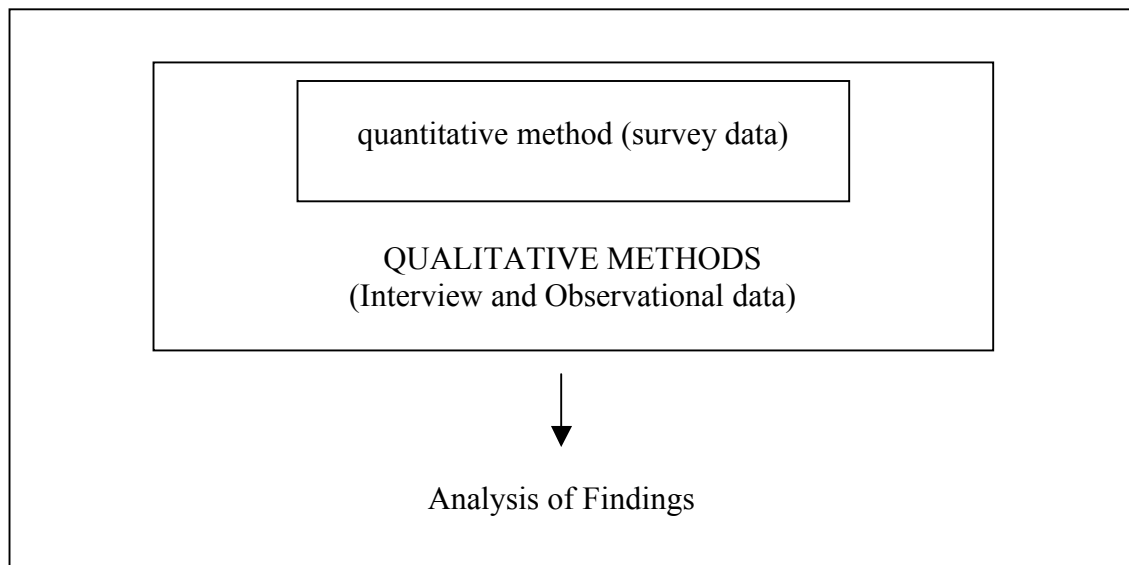 quantitative method (survey data)
QUALITATIVE METHODS
(Interview and Observational data)
Analysis of Findings